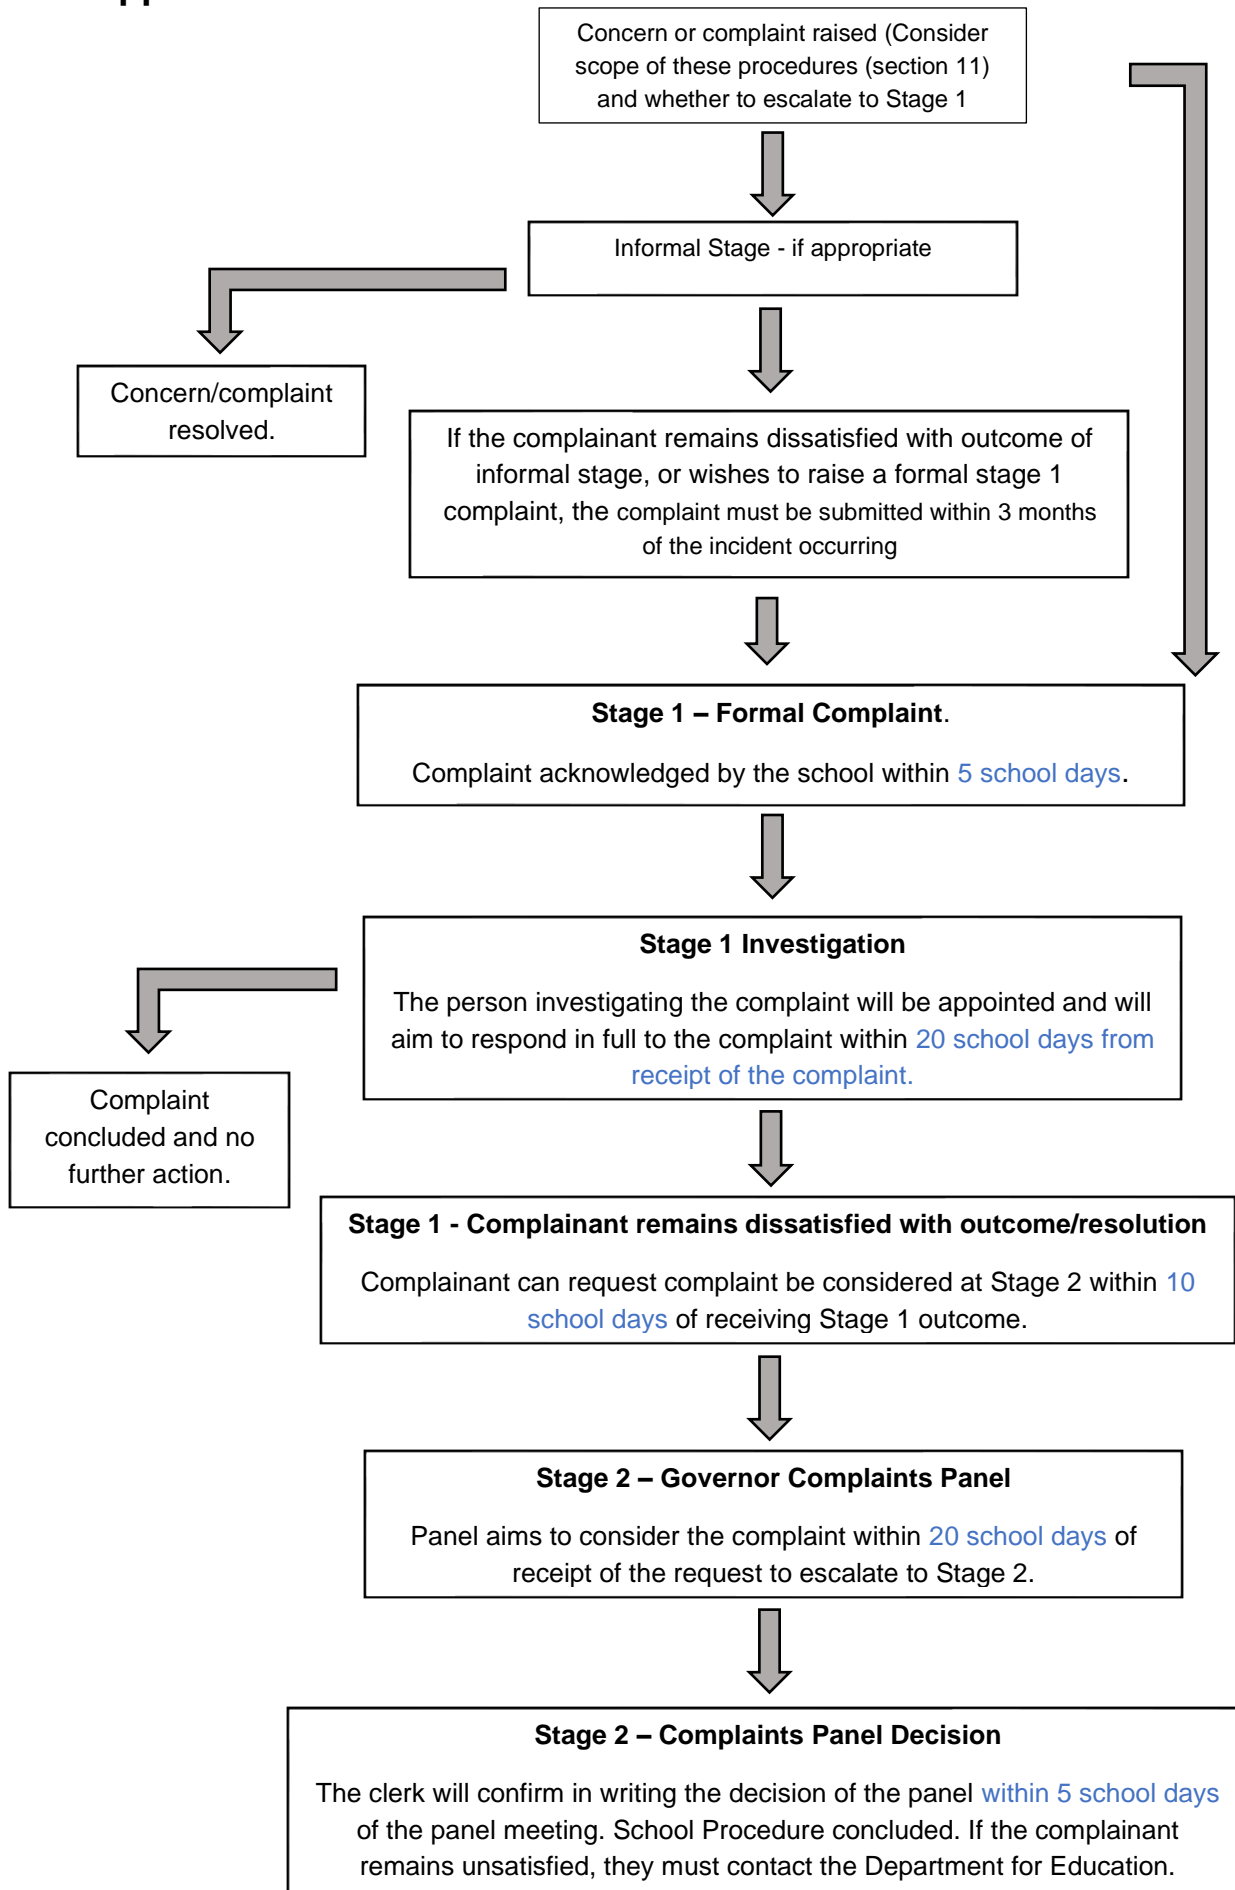 Concern or complaint raised (Consider
scope of these procedures (section 11)
and whether to escalate to Stage 1
Informal Stage - if appropriate
Concern/complaint
resolved.
If the complainant remains dissatisfied with outcome of
informal stage, or wishes to raise a formal stage 1
complaint, the complaint must be submitted within 3 months
of the incident occurring
Stage 1 – Formal Complaint.
Complaint acknowledged by the school within 5 school days.
Stage 1 Investigation
The person investigating the complaint will be appointed and will
aim to respond in full to the complaint within 20 school days from
receipt of the complaint.
Complaint
concluded and no
further action.
Stage 1 - Complainant remains dissatisfied with outcome/resolution
Complainant can request complaint be considered at Stage 2 within 10
school days of receiving Stage 1 outcome.
Stage 2 – Governor Complaints Panel
Panel aims to consider the complaint within 20 school days of
receipt of the request to escalate to Stage 2.
Stage 2 – Complaints Panel Decision
The clerk will confirm in writing the decision of the panel within 5 school days
of the panel meeting. School Procedure concluded. If the complainant
remains unsatisfied, they must contact the Department for Education.